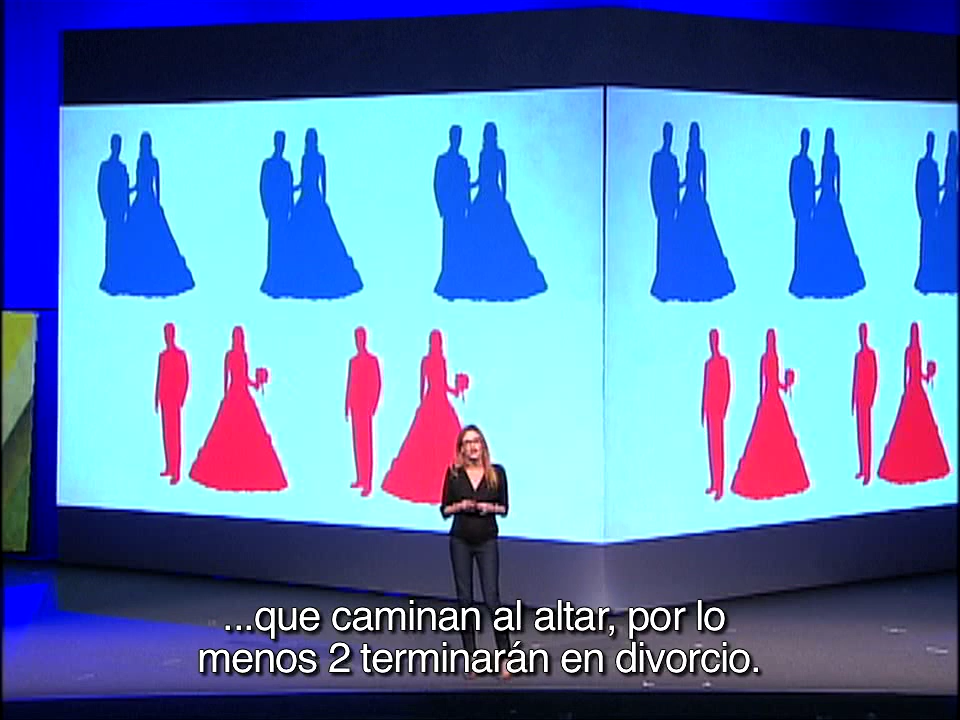 ...que caminan al altar, por lo
menos 2 terminarán en divorcio.